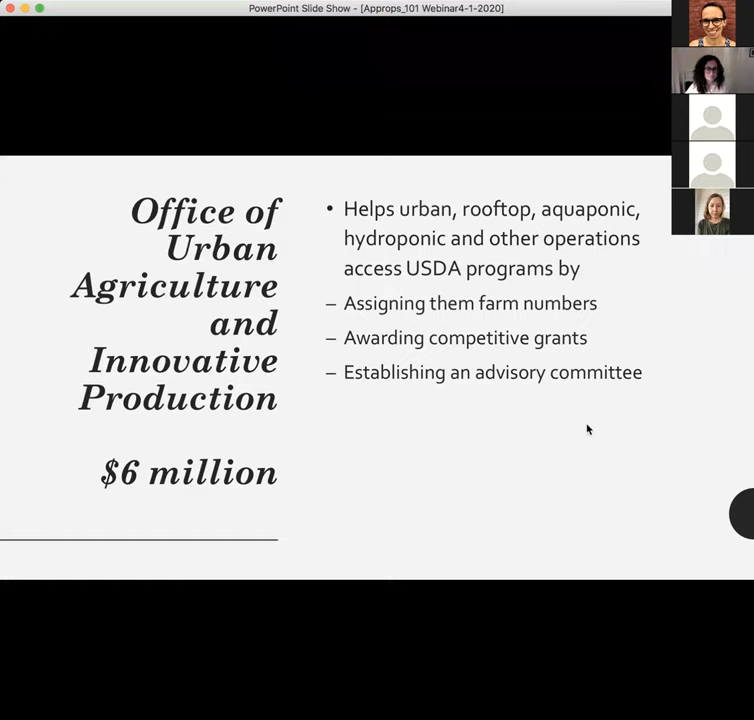 PowerPoint Slide Show - [Approps_101 Webinar4-1-2020]
Office of
Urban
Agriculture
and
Innovative
Production
$6 million
• Helps urban, rooftop, aquaponic,
hydroponic and other operations
access USDA programs by
– Assigning them farm numbers
– Awarding competitive grants
– Establishing an advisory committee